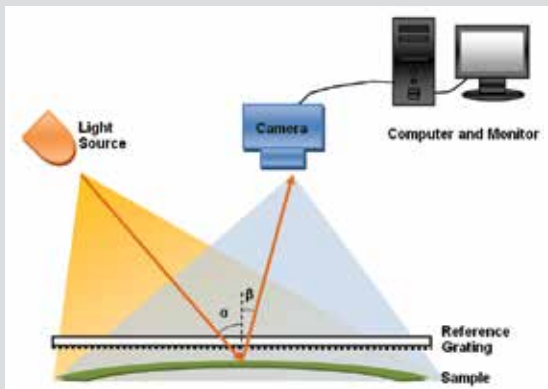 Light
Source
Camera
Computer and Monitor
α
β
Reference
Grating
Sample